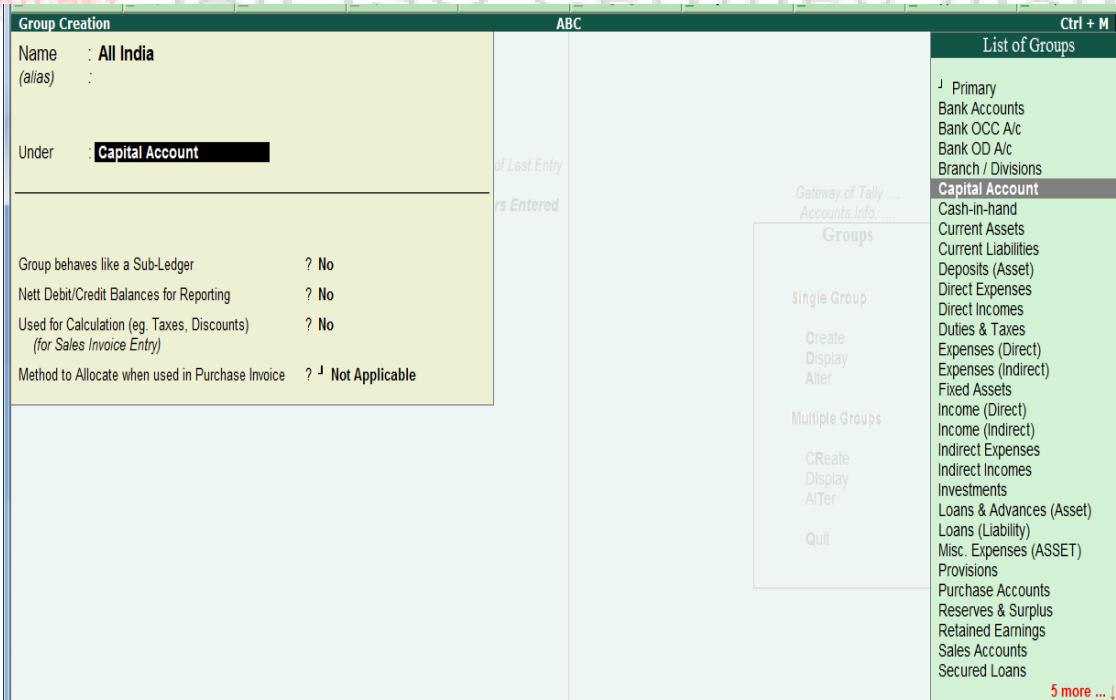 Group Creation ABC Ctrl + M
Name : All India
(alias) :
Under : Capital Account
Group behaves like a Sub-Ledger ? No
Nett Debit/Credit Balances for Reporting ? No
Used for Calculation (eg. Taxes, Discounts) ? No
(for Sales Invoice Entry)
Method to Allocate when used in Purchase Invoice ? ┘ Not Applicable
of Last Entry
rs Entered
Gateway of Tally ....
Accounts Info. ....
Groups
Single Group
Create
Display
Alter
Multiple Groups
CReate
DIsplay
AlTer
Quit
List of Groups
┘ Primary
Bank Accounts
Bank OCC A/c
Bank OD A/c
Branch / Divisions
Capital Account
Cash-in-hand
Current Assets
Current Liabilities
Deposits (Asset)
Direct Expenses
Direct Incomes
Duties & Taxes
Expenses (Direct)
Expenses (Indirect)
Fixed Assets
Income (Direct)
Income (Indirect)
Indirect Expenses
Indirect Incomes
Investments
Loans & Advances (Asset)
Loans (Liability)
Misc. Expenses (ASSET)
Provisions
Purchase Accounts
Reserves & Surplus
Retained Earnings
Sales Accounts
Secured Loans
5 more ... ↓